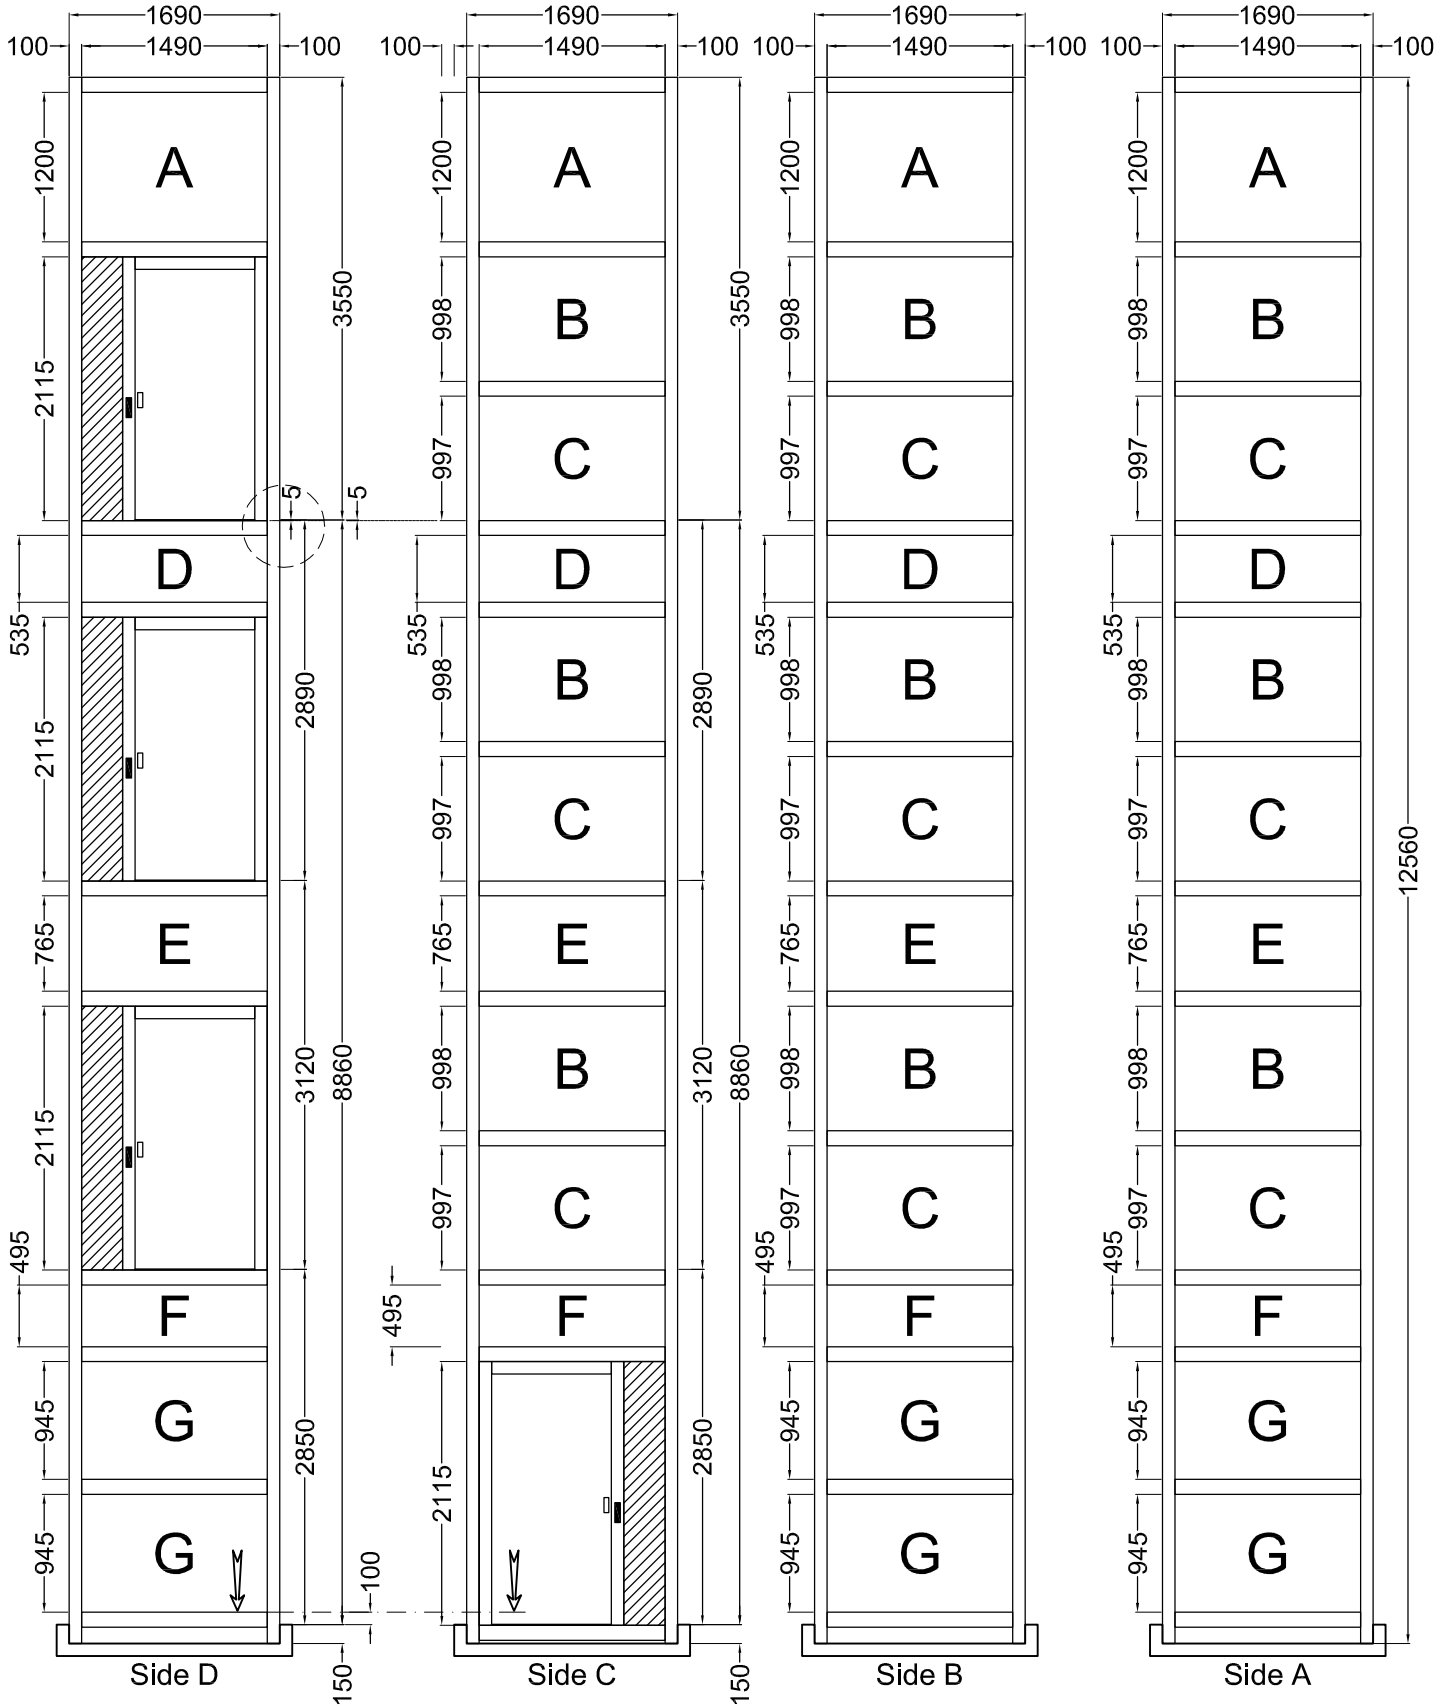 1690 1690 1690 1690
100 1490 100 100 1490 100 100 1490 100 100 1490 100
1200 A 1200 A 1200 A 1200 A
3550 3550
998 B 998 B 998 B
2115
997 C 997 C 997 C
5 5
D D D D
535 535 535 535
998 B 998 B 998 B
2890 2890
2115
997 C 997 C 997 C
12560
765 E 765 E 765 E 765 E
998 B 998 B 998 B
3120 8860 3120 8860
2115
997 C 997 C 997 C
495 495 495
F 495 F F F
945 G 945 G 945 G
2850 2850
2115
945 G 945 G 945 G
100
Side D Side C Side B Side A
150 150